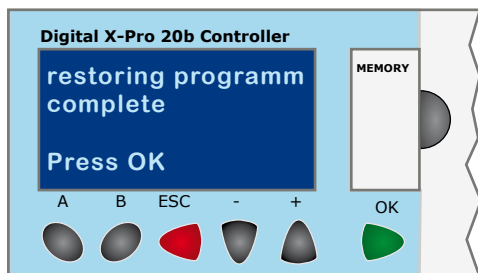 Digital X-Pro 20b Controller
restoring programm
complete
Press OK
MEMORY
A B ESC - + OK